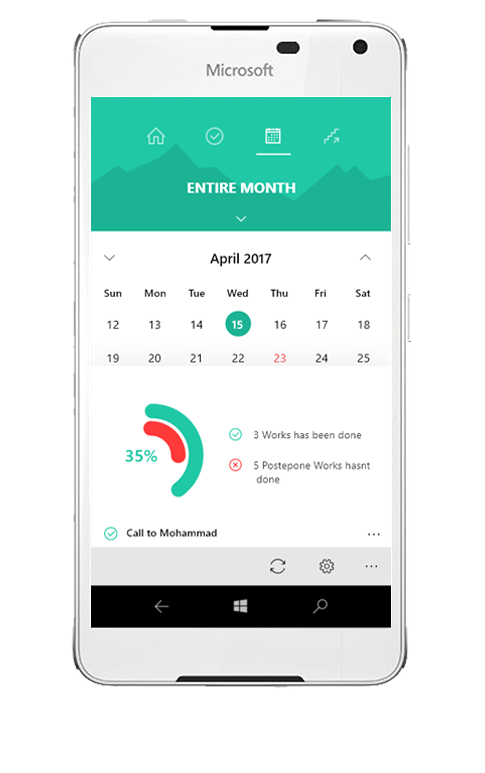 Microsoft
ENTIRE MONTH
April 2017
Sun Mon Tue Wed Thu Fri Sat
12 13 14 15 16 17 18
19 20 21 22 23 24 25
35%
3 Works has been done
5 Postepone Works hasnt
done
Call to Mohammad